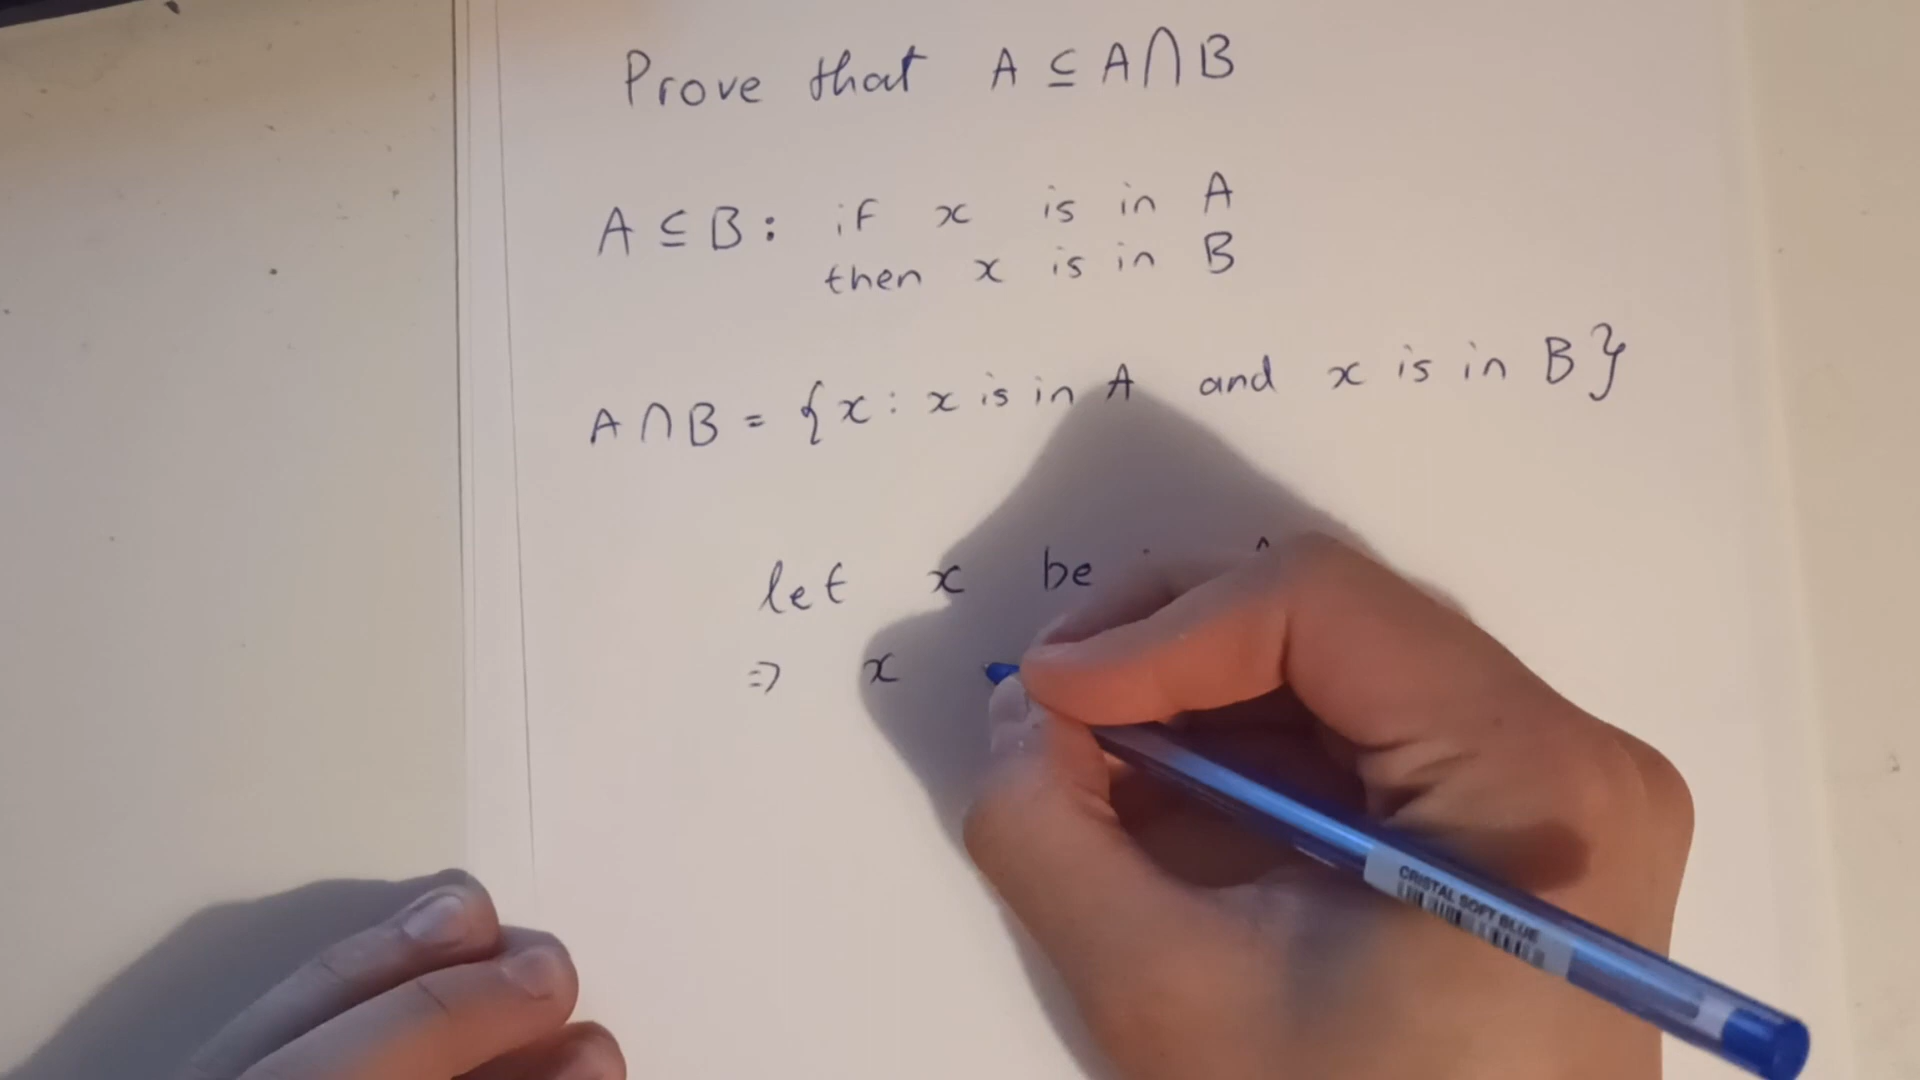 Prove that A ⊆ A∩B
A ⊆ B: if x is in A
then x is in B
A ∩ B = {x: x is in A and x is in B}
let x be
=> x
CRISTAL SOFT BLUE